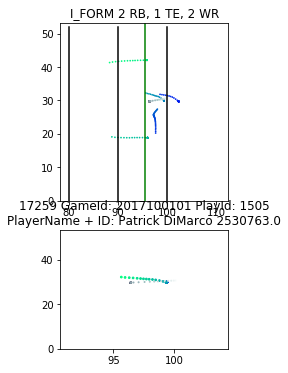 I_FORM 2 RB, 1 TE, 2 WR
50
40
30
20
10
0
80 90 100 110
17259 GameId: 2017100101 PlayId: 1505
PlayerName + ID: Patrick DiMarco 2530763.0
40
20
0
95 100